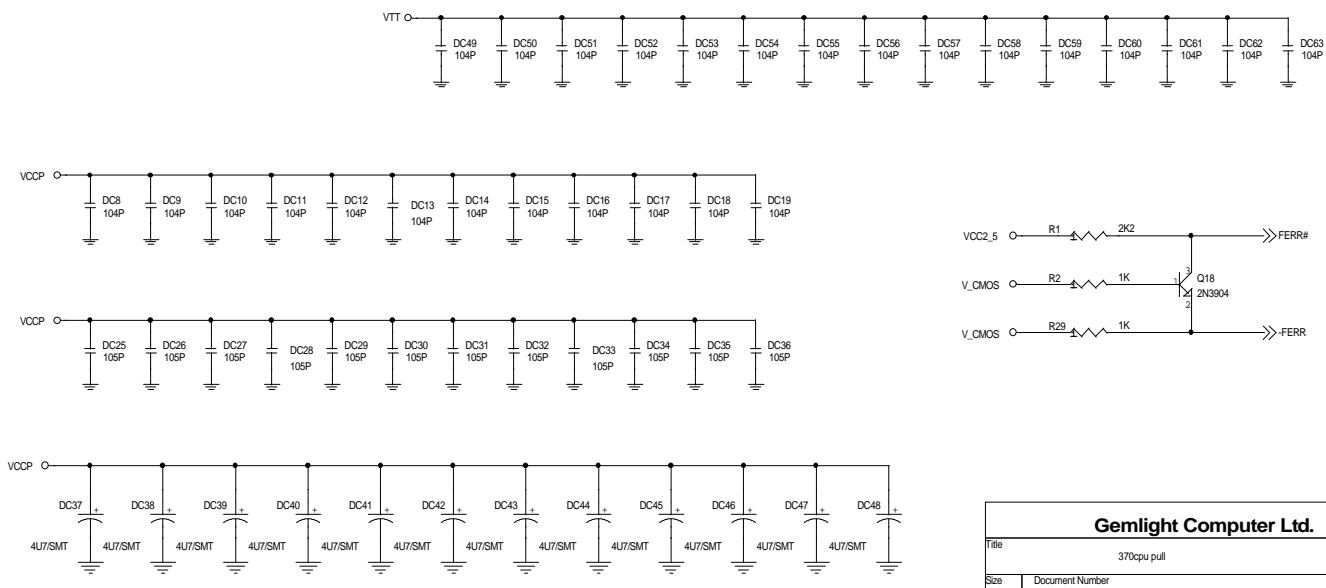 VTT
DC49 DC50 DC51 DC52 DC53 DC54 DC55 DC56 DC57 DC58 DC59 DC60 DC61 DC62 DC63
104P 104P 104P 104P 104P 104P 104P 104P 104P 104P 104P 104P 104P 104P 104P
VCCP
DC8 DC9 DC10 DC11 DC12 DC13 DC14 DC15 DC16 DC17 DC18 DC19
104P 104P 104P 104P 104P 104P 104P 104P 104P 104P 104P 104P
VCC2_5 R1 1 2K2 FERR#
V_CMOS R2 1 1K 1 3 2 Q18
2N3904
V_CMOS R29 1 1K -FERR
VCCP
DC25 DC26 DC27 DC28 DC29 DC30 DC31 DC32 DC33 DC34 DC35 DC36
105P 105P 105P 105P 105P 105P 105P 105P 105P 105P 105P 105P
VCCP
DC37 + DC38 + DC39 + DC40 + DC41 + DC42 + DC43 + DC44 + DC45 + DC46 + DC47 + DC48 +
4U7/SMT 4U7/SMT 4U7/SMT 4U7/SMT 4U7/SMT 4U7/SMT 4U7/SMT 4U7/SMT 4U7/SMT 4U7/SMT 4U7/SMT 4U7/SMT
Gemlight Computer Ltd.
Title
370cpu pull
Size Document Number